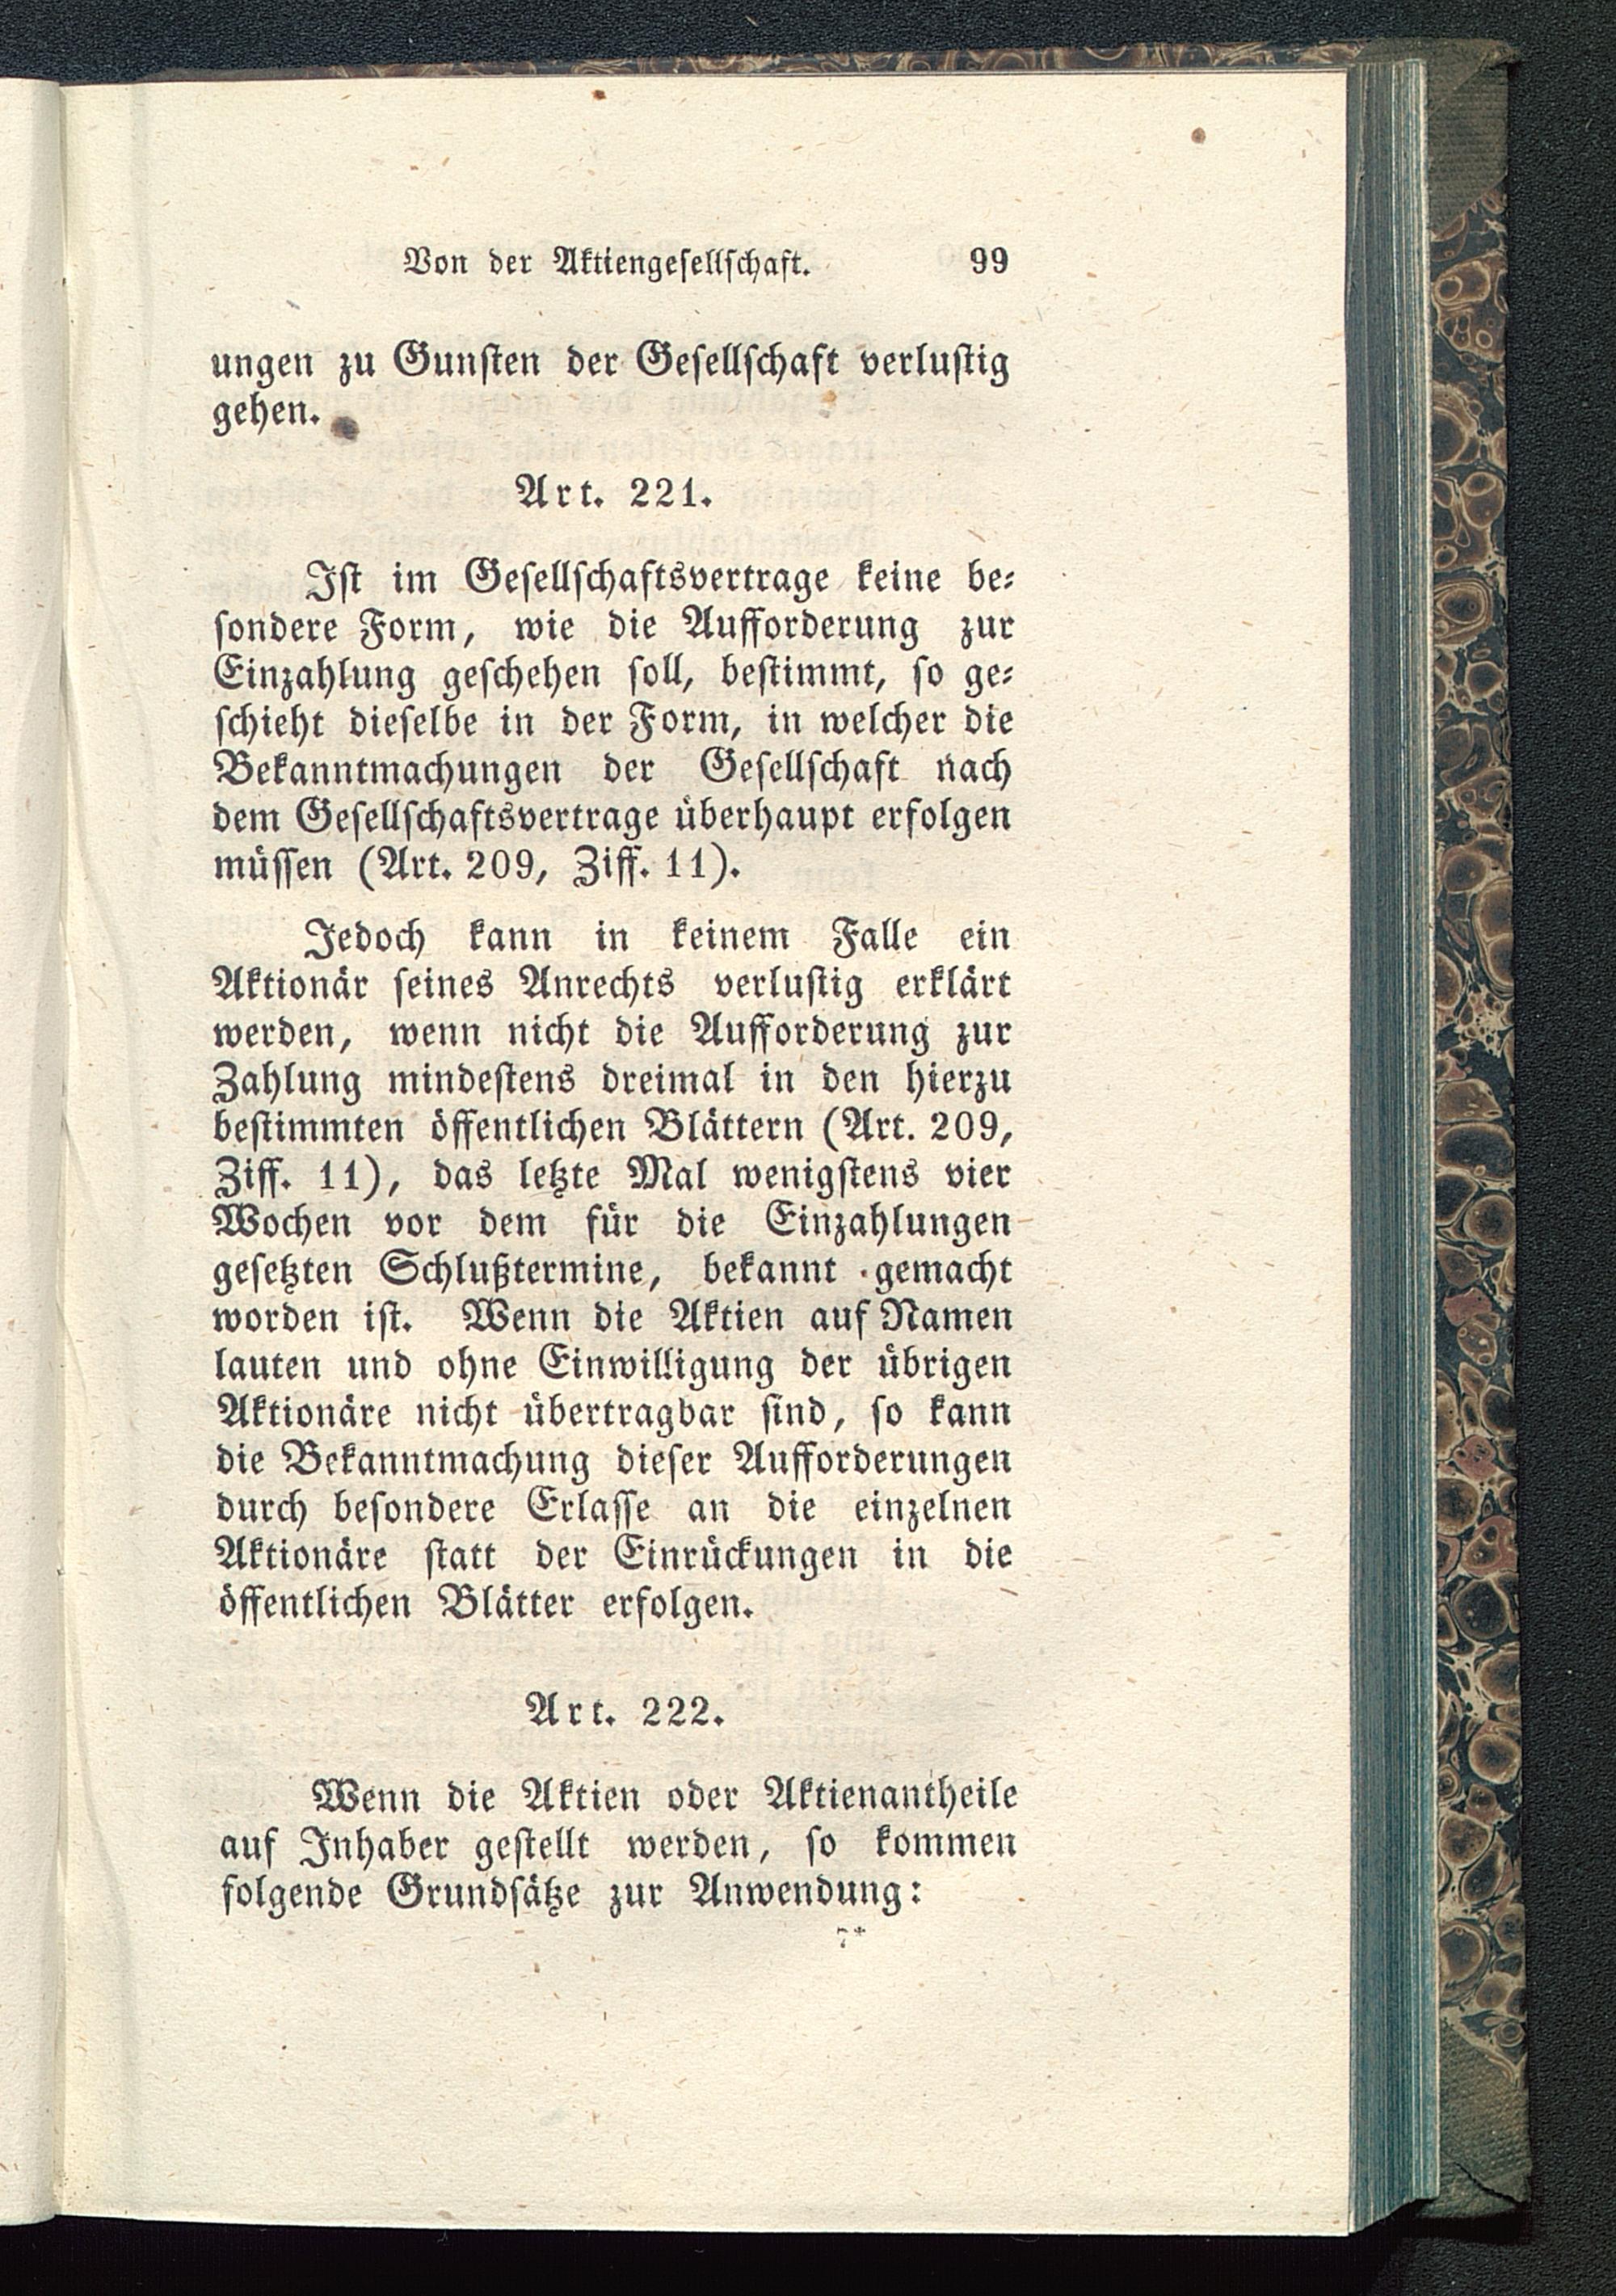 Von der Aktiengesellschaft. 99
ungen zu Gunsten der Gesellschaft verlustig
gehen.
Art. 221.
Ist im Gesellschaftsvertrage keine be-
sondere Form, wie die Aufforderung zur
Einzahlung geschehen soll, bestimmt, so ge-
schieht dieselbe in der Form, in welcher die
Bekanntmachungen der Gesellschaft nach
dem Gesellschaftsvertrage überhaupt erfolgen
müssen (Art. 209, Ziff. 11).
Jedoch kann in keinem Falle ein
Aktionär seines Anrechts verlustig erklärt
werden, wenn nicht die Aufforderung zur
Zahlung mindestens dreimal in den hierzu
bestimmten öffentlichen Blättern (Art. 209,
Ziff. 11), das letzte Mal wenigstens vier
Wochen vor dem für die Einzahlungen
gesetzten Schlußtermine, bekannt gemacht
worden ist. Wenn die Aktien auf Namen
lauten und ohne Einwilligung der übrigen
Aktionäre nicht übertragbar sind, so kann
die Bekanntmachung dieser Aufforderungen
durch besondere Erlasse an die einzelnen
Aktionäre statt der Einrückungen in die
öffentlichen Blätter erfolgen.
Art. 222.
Wenn die Aktien oder Aktienantheile
auf Inhaber gestellt werden, so kommen
folgende Grundsätze zur Anwendung:
7*